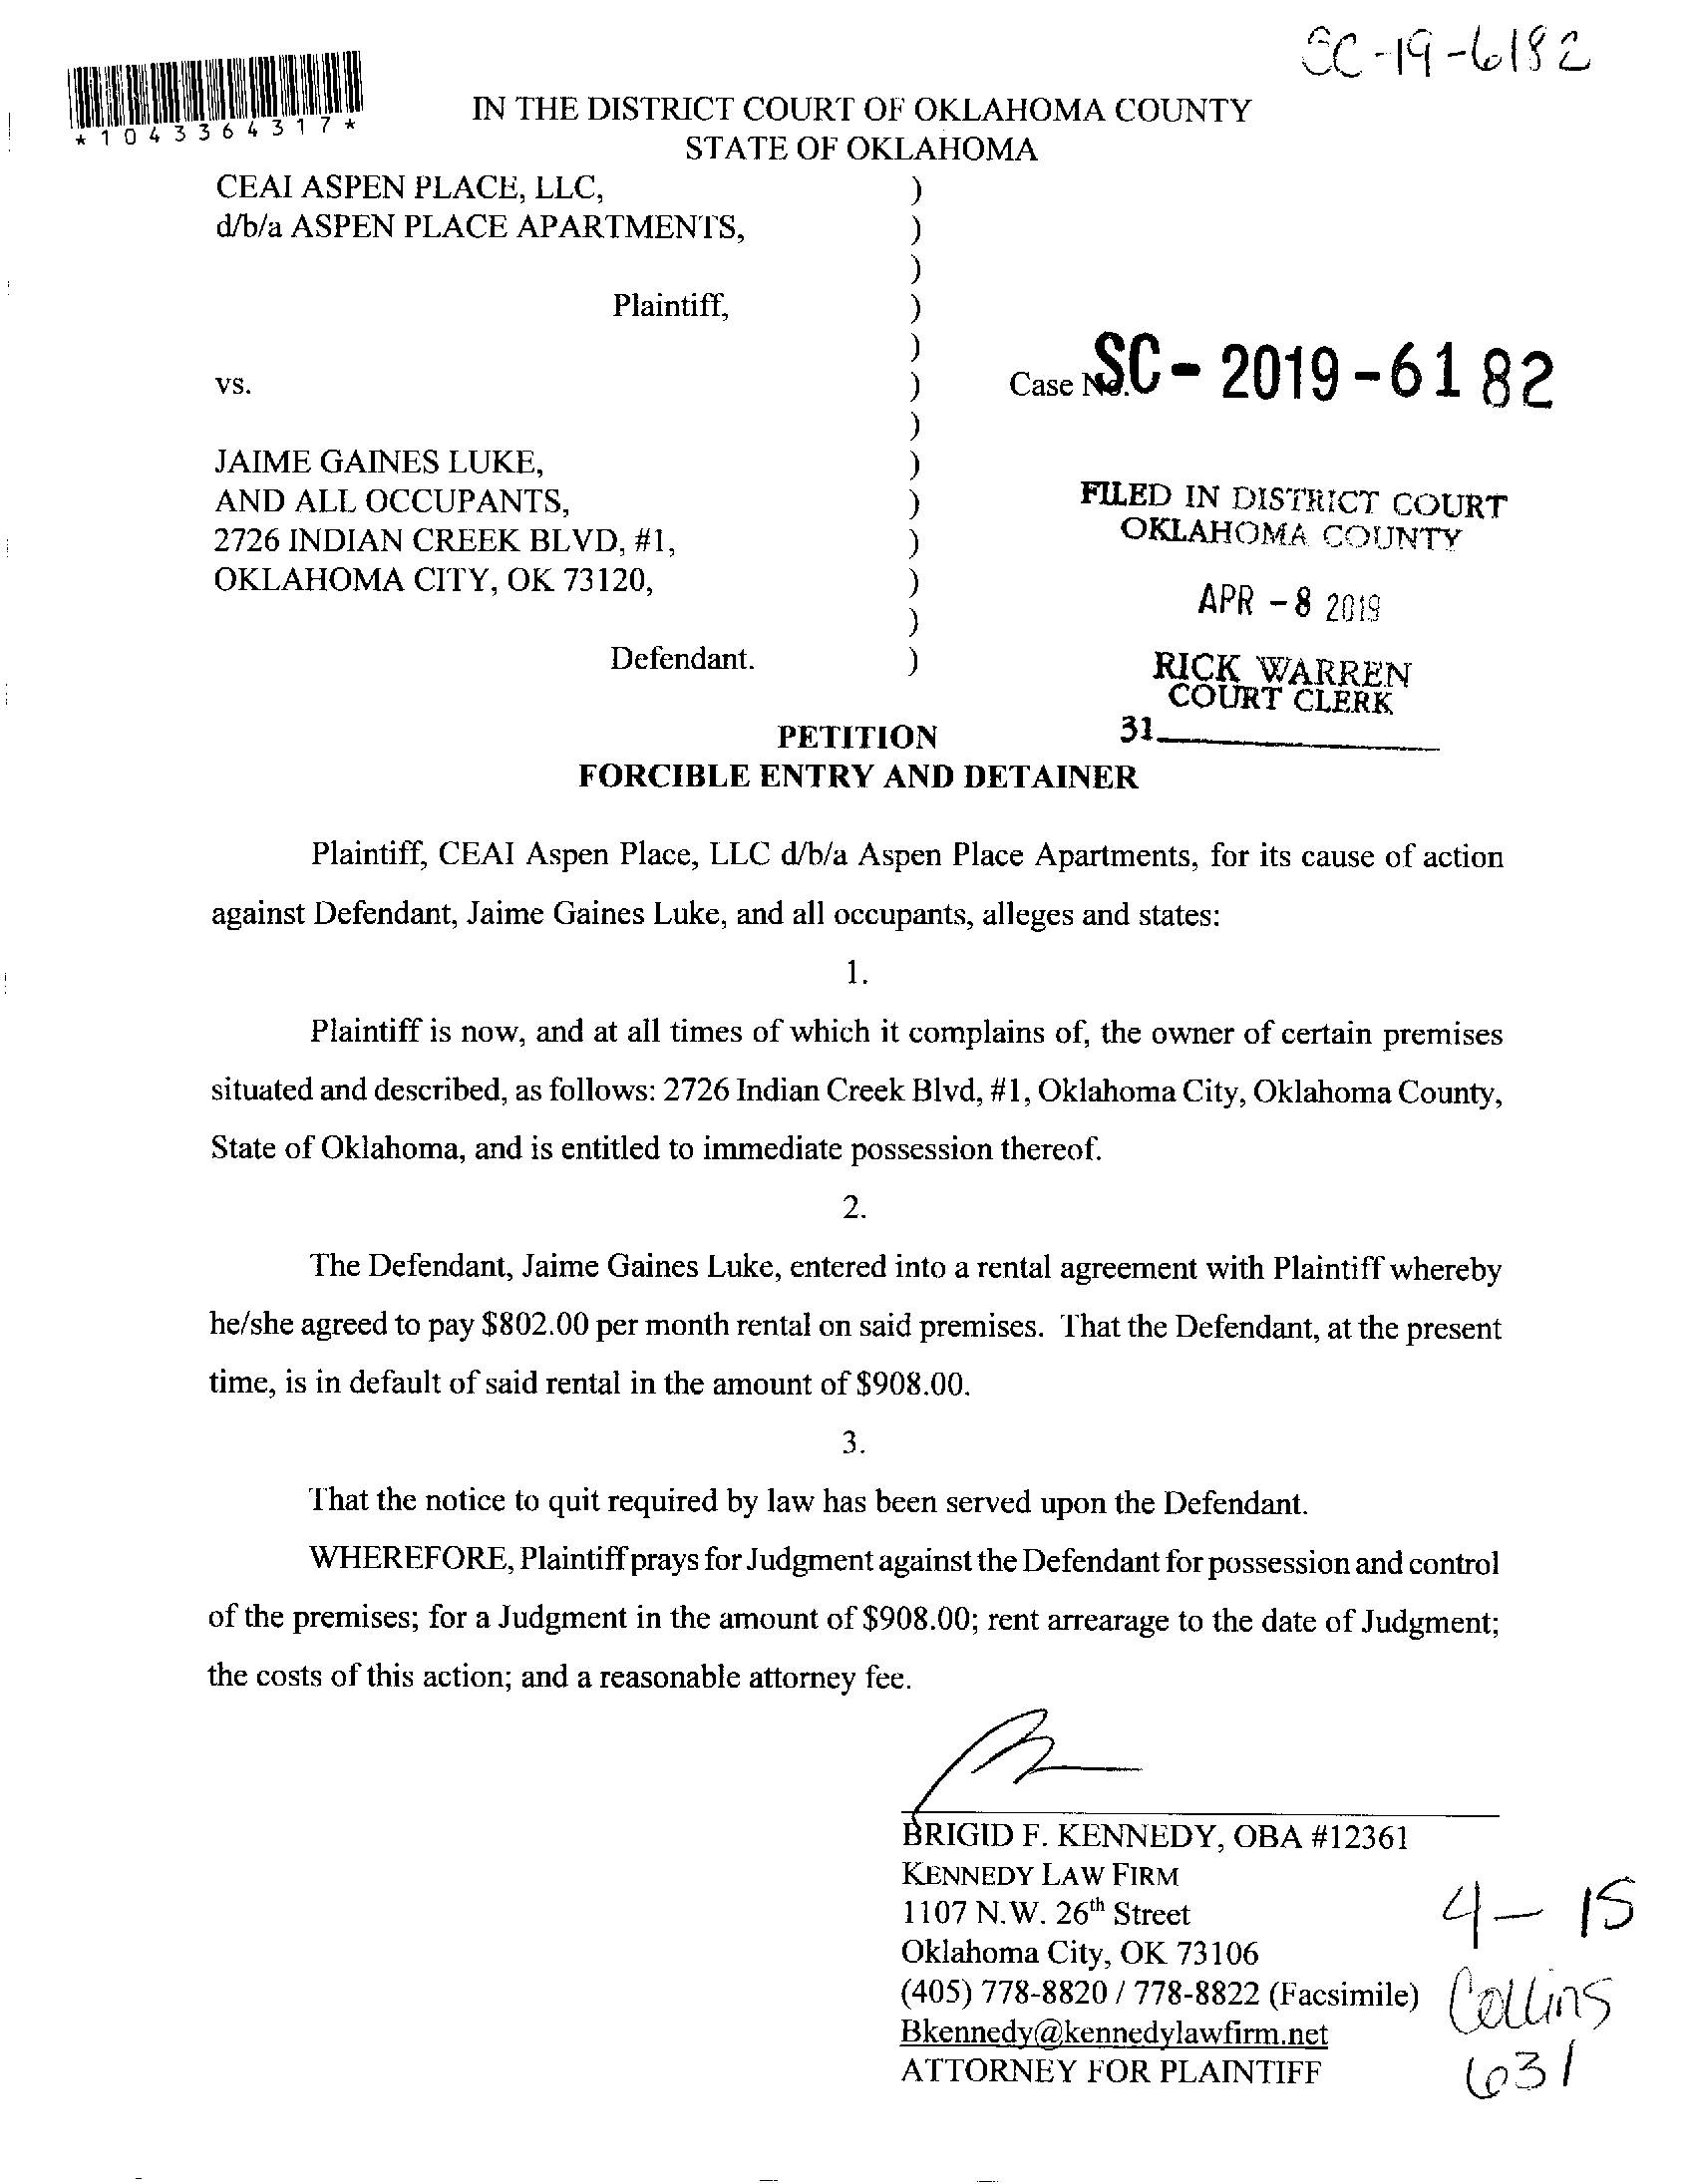 SC-19-6182
*1043364317*
IN THE DISTRICT COURT OF OKLAHOMA COUNTY
STATE OF OKLAHOMA
CEAI ASPEN PLACE, LLC, )
d/b/a ASPEN PLACE APARTMENTS, )
)
Plaintiff, )
)
vs. ) Case No. SC-2019-6182
)
JAIME GAINES LUKE, )
AND ALL OCCUPANTS, ) FILED IN DISTRICT COURT
2726 INDIAN CREEK BLVD, #1, ) OKLAHOMA COUNTY
OKLAHOMA CITY, OK 73120, )
) APR -8 2019
Defendant. ) RICK WARREN
COURT CLERK
PETITION 31
FORCIBLE ENTRY AND DETAINER
Plaintiff, CEAI Aspen Place, LLC d/b/a Aspen Place Apartments, for its cause of action
against Defendant, Jaime Gaines Luke, and all occupants, alleges and states:
1.
Plaintiff is now, and at all times of which it complains of, the owner of certain premises
situated and described, as follows: 2726 Indian Creek Blvd, #1, Oklahoma City, Oklahoma County,
State of Oklahoma, and is entitled to immediate possession thereof.
2.
The Defendant, Jaime Gaines Luke, entered into a rental agreement with Plaintiff whereby
he/she agreed to pay $802.00 per month rental on said premises. That the Defendant, at the present
time, is in default of said rental in the amount of $908.00.
3.
That the notice to quit required by law has been served upon the Defendant.
WHEREFORE, Plaintiff prays for Judgment against the Defendant for possession and control
of the premises; for a Judgment in the amount of $908.00; rent arrearage to the date of Judgment;
the costs of this action; and a reasonable attorney fee.
BRIGID F. KENNEDY, OBA #12361
KENNEDY LAW FIRM
1107 N.W. 26th Street
Oklahoma City, OK 73106
(405) 778-8820 / 778-8822 (Facsimile)
Bkennedy@kennedylawfirm.net
ATTORNEY FOR PLAINTIFF
4-15
Collins
631